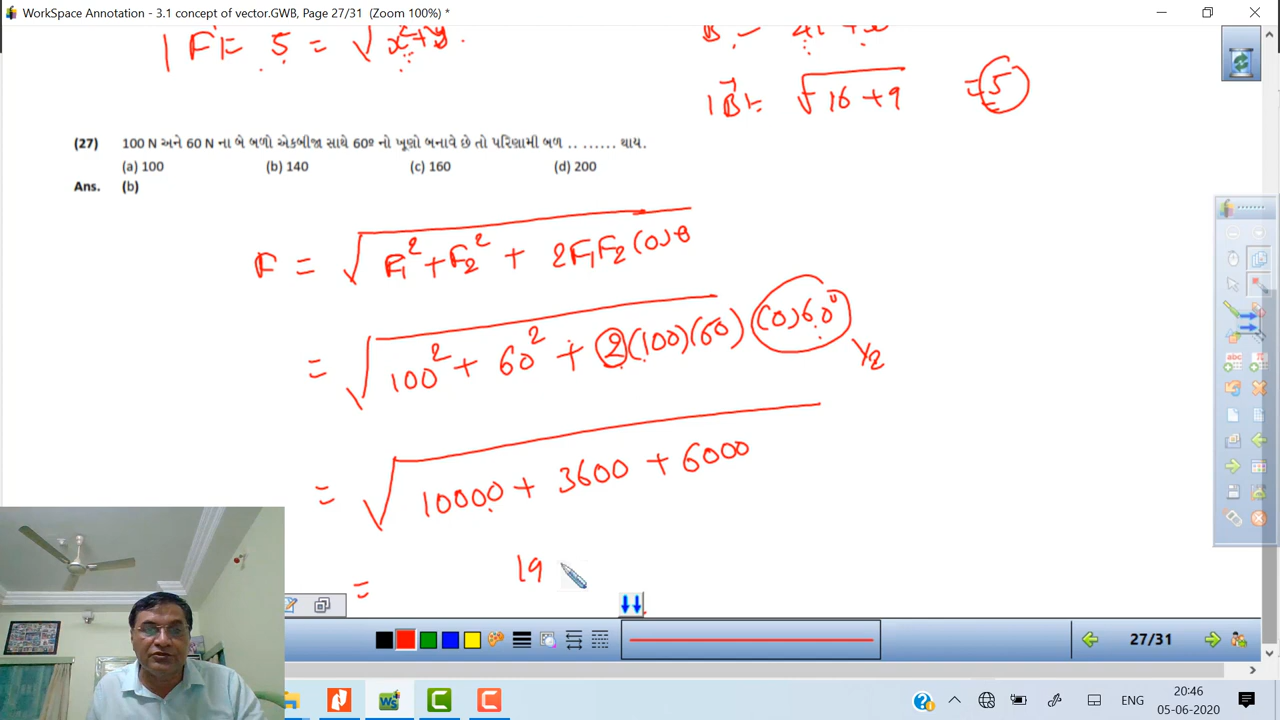 WorkSpace Annotation - 3.1 concept of vector.GWB, Page 27/31 (Zoom 100%) *
|F|= 5 = √x²+y².
|B⃗|= √16+9 =5
(27) 100 N અને 60 N ના બે બળો એકબીજા સાથે 60º નો ખૂણો બનાવે છે તો પરિણામી બળ .. ...... થાય.
(a) 100 (b) 140 (c) 160 (d) 200
Ans. (b)
F = √F₁² + F₂² + 2F₁F₂ cosθ
= √100² + 60² + 2(100)(60) cos60° ½
= √10000 + 3600 + 6000
= 19
27/31
ENG
20:46
05-06-2020